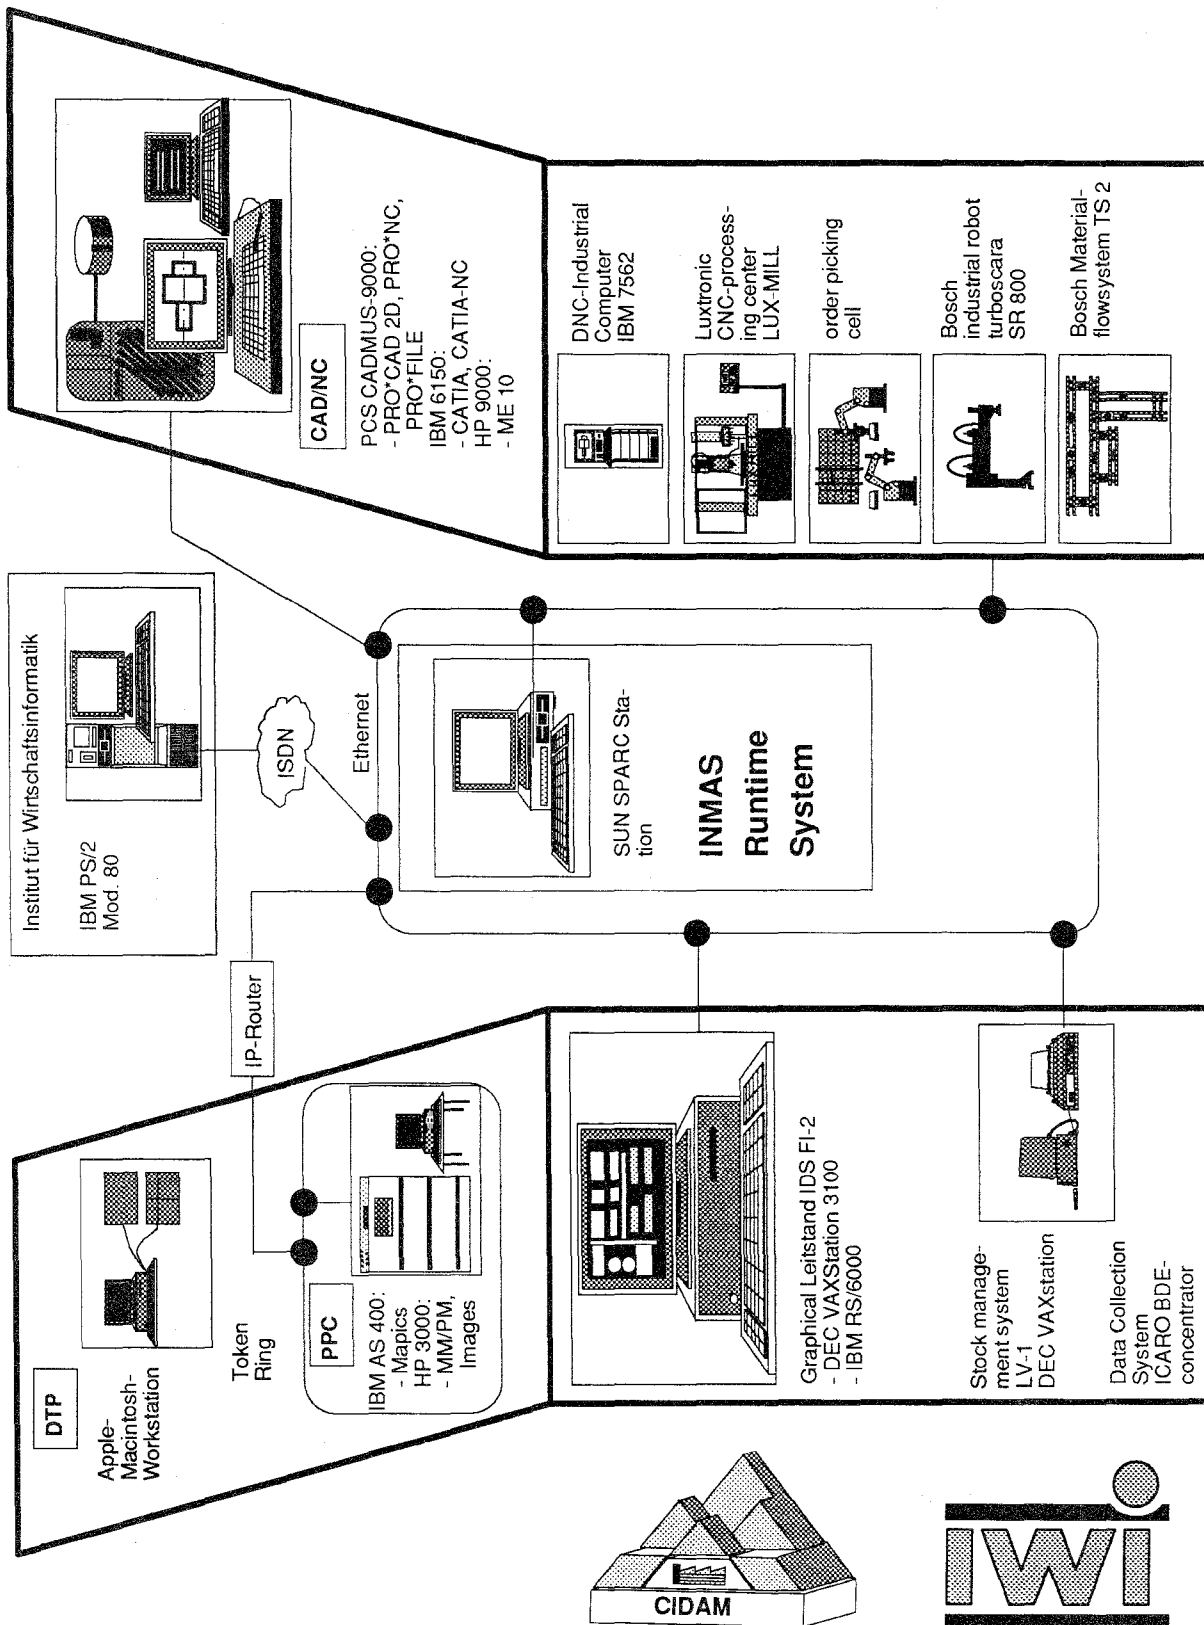 DTP
Apple-
Macintosh-
Workstation
Token
Ring
PPC
IBM AS 400:
- Mapics
HP 3000:
- MM/PM,
Images
IP-Router
Institut für Wirtschaftsinformatik
IBM PS/2
Mod. 80
ISDN
Ethernet
CAD/NC
PCS CADMUS-9000:
- PRO*CAD 2D, PRO*NC,
PRO*FILE
IBM 6150:
- CATIA, CATIA-NC
HP 9000:
- ME 10
Graphical Leitstand IDS FI-2
- DEC VAXStation 3100
- IBM RS/6000
Stock manage-
ment system
LV-1
DEC VAXstation
Data Collection
System
ICARO BDE-
concentrator
SUN SPARC Sta-
tion
INMAS
Runtime
System
DNC-Industrial
Computer
IBM 7562
Luxtronic
CNC-process-
ing center
LUX-MILL
order picking
cell
Bosch
industrial robot
turboscara
SR 800
Bosch Material-
flowsystem TS 2
CIDAM
IWi